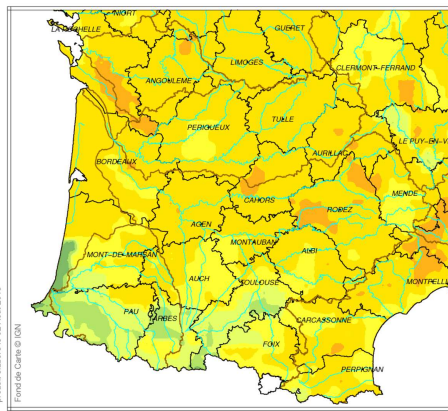 NIORT
GUERET
LA ROCHELLE
LIMOGES
CLERMONT-FERRAND
ANGOULEME
PERIGUEUX
TULLE
LE PUY-EN-V
AURILLAC
BORDEAUX
MENDE
CAHORS
RODEZ
AGEN
MONTAUBAN
ALBI
MONT-DE-MARSAN
AUCH
TOULOUSE
MONTPELL
PAU
TARBES
CARCASSONNE
FOIX
PERPIGNAN
Fond de Carte © IGN